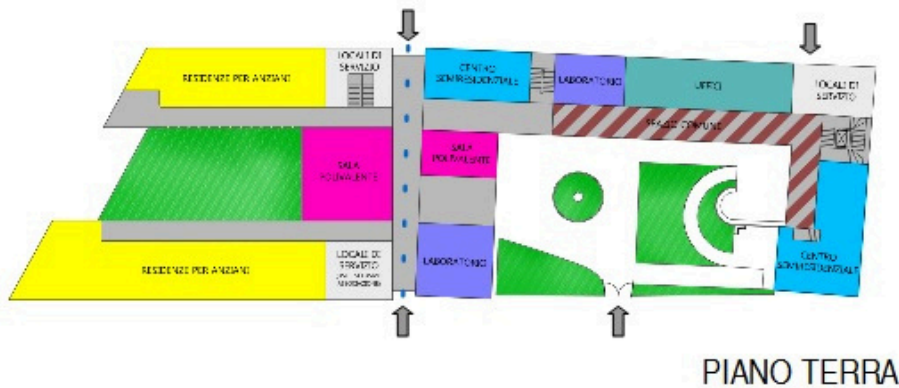 LOCALI DI
SERVIZIO
RESIDENZE PER ANZIANI
CENTRO
SEMIRESIDENZIALE
LABORATORIO
UFFICI
LOCALI DI
SERVIZIO
SPAZIO COMUNE
SALA
POLIVALENTE
SALA
POLIVALENTE
RESIDENZE PER ANZIANI
LOCALI DI
SERVIZIO
LABORATORIO
CENTRO
SEMIRESIDENZIALE
PIANO TERRA